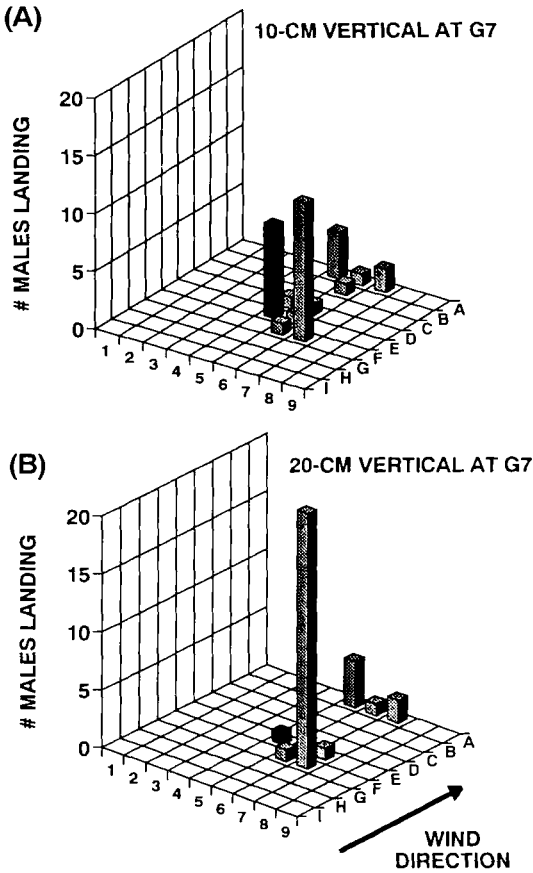 (A)
10-CM VERTICAL AT G7
# MALES LANDING
20
15
10
5
0
1 2 3 4 5 6 7 8 9
I H G F E D C B A
(B)
20-CM VERTICAL AT G7
# MALES LANDING
20
15
10
5
0
1 2 3 4 5 6 7 8 9
I H G F E D C B A
WIND
DIRECTION